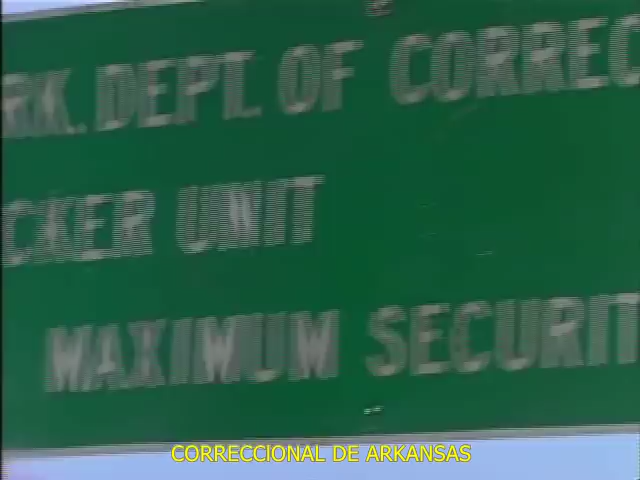 RK. DEPT. OF CORREC
CKER UNIT
MAXIMUM SECURIT
CORRECCIONAL DE ARKANSAS